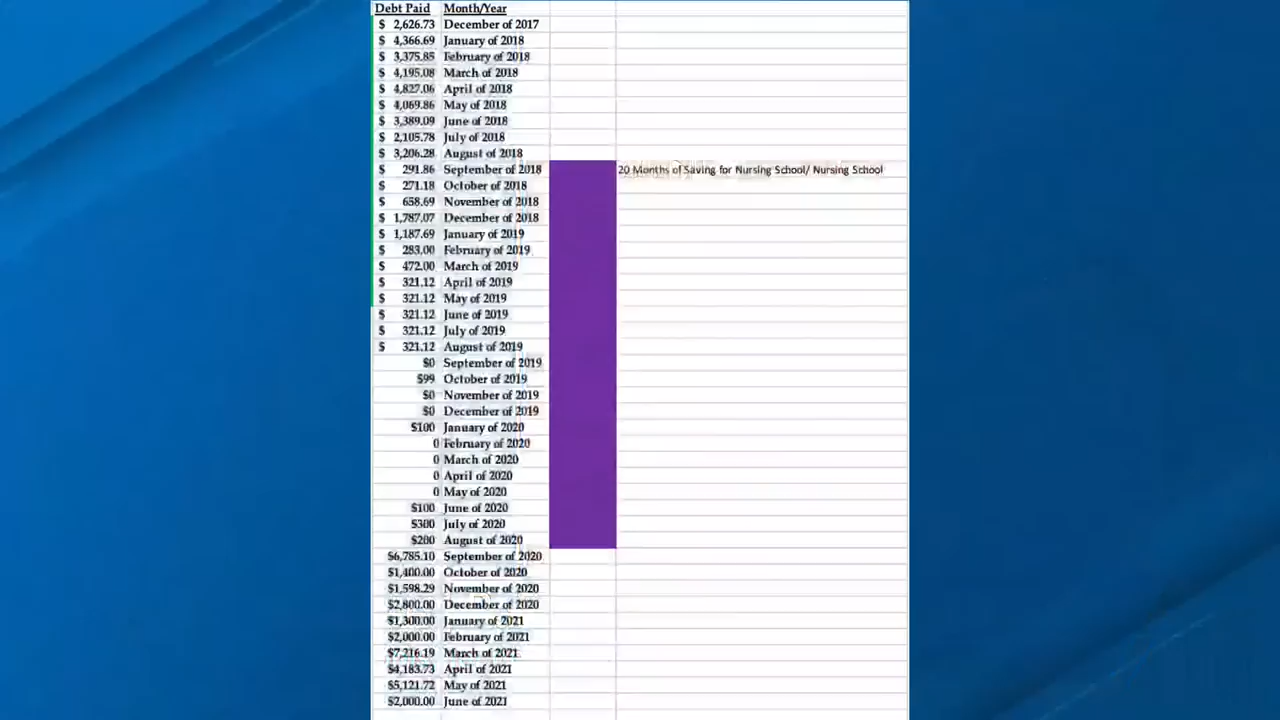 Debt Paid Month/Year
$ 2,626.73 December of 2017
$ 4,366.69 January of 2018
$ 3,375.85 February of 2018
$ 4,195.08 March of 2018
$ 4,827.06 April of 2018
$ 4,069.86 May of 2018
$ 3,389.09 June of 2018
$ 2,105.78 July of 2018
$ 3,206.28 August of 2018
$ 291.86 September of 2018 20 Months of Saving for Nursing School/ Nursing School
$ 271.18 October of 2018
$ 658.69 November of 2018
$ 1,787.07 December of 2018
$ 1,187.69 January of 2019
$ 283.00 February of 2019
$ 472.00 March of 2019
$ 321.12 April of 2019
$ 321.12 May of 2019
$ 321.12 June of 2019
$ 321.12 July of 2019
$ 321.12 August of 2019
$0 September of 2019
$99 October of 2019
$0 November of 2019
$0 December of 2019
$100 January of 2020
0 February of 2020
0 March of 2020
0 April of 2020
0 May of 2020
$100 June of 2020
$300 July of 2020
$200 August of 2020
$6,785.10 September of 2020
$1,400.00 October of 2020
$1,598.29 November of 2020
$2,800.00 December of 2020
$1,300.00 January of 2021
$2,000.00 February of 2021
$7,216.19 March of 2021
$4,183.73 April of 2021
$5,121.72 May of 2021
$2,000.00 June of 2021